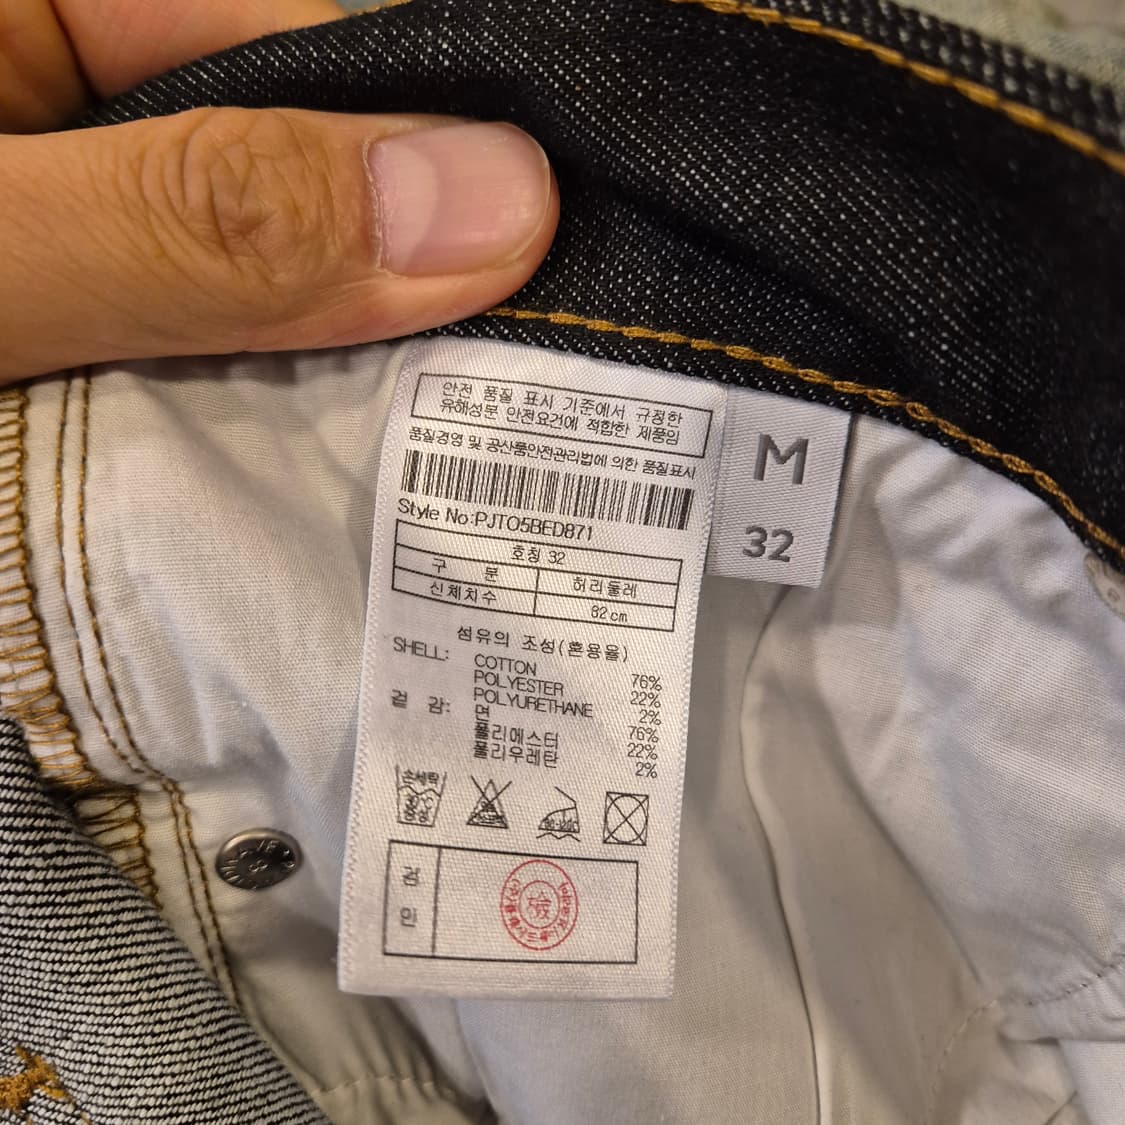 안전 품질 표시 기준에서 규정한
유해성분 안전요건에 적합한 제품임
품질경영 및 공산품안전관리법에 의한 품질표시
Style No:PJTO5BED871
호칭 32
구 분 허리둘레
신체치수 82cm
섬유의 조성(혼용율)
SHELL: COTTON 76%
POLYESTER 22%
POLYURETHANE 2%
겉 감: 면 76%
폴리에스터 22%
폴리우레탄 2%
손세탁
검
인
M
32